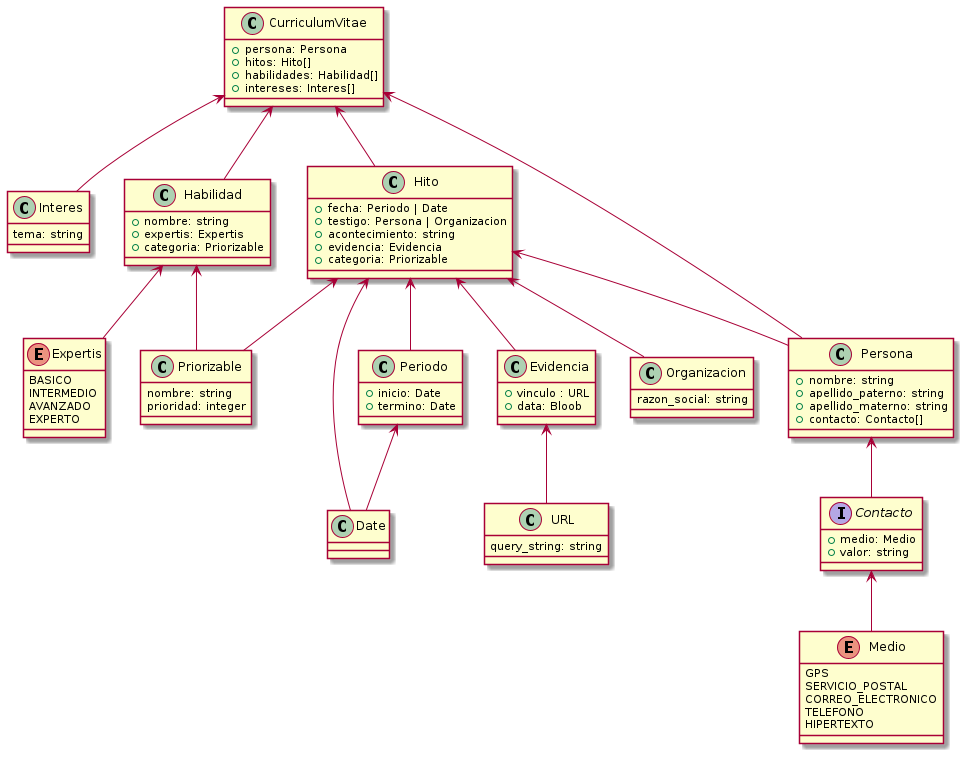 C CurriculumVitae
persona: Persona
hitos: Hito[]
habilidades: Habilidad[]
intereses: Interes[]
C Interes
tema: string
C Habilidad
nombre: string
expertis: Expertis
categoria: Priorizable
C Hito
fecha: Periodo | Date
testigo: Persona | Organizacion
acontecimiento: string
evidencia: Evidencia
categoria: Priorizable
E Expertis
BASICO
INTERMEDIO
AVANZADO
EXPERTO
C Priorizable
nombre: string
prioridad: integer
C Periodo
inicio: Date
termino: Date
C Evidencia
vinculo : URL
data: Bloob
C Organizacion
razon_social: string
C Persona
nombre: string
apellido_paterno: string
apellido_materno: string
contacto: Contacto[]
C Date
C URL
query_string: string
I Contacto
medio: Medio
valor: string
E Medio
GPS
SERVICIO_POSTAL
CORREO_ELECTRONICO
TELEFONO
HIPERTEXTO